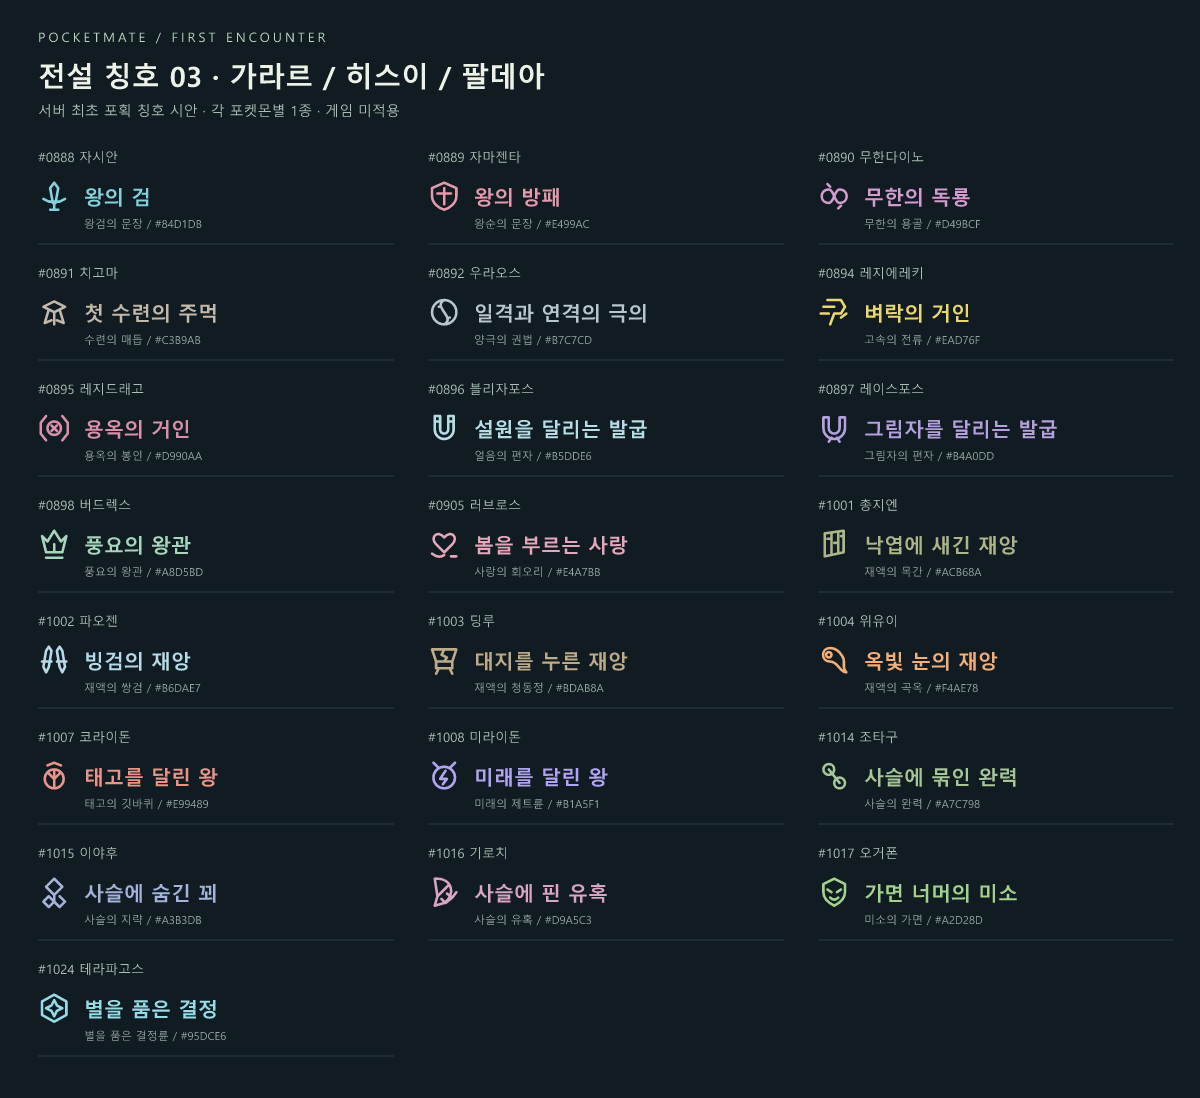 POCKETMATE / FIRST ENCOUNTER
전설 칭호 03 · 가라르 / 히스이 / 팔데아
서버 최초 포획 칭호 시안 · 각 포켓몬별 1종 · 게임 미적용
#0888 자시안
왕의 검
왕검의 문장 / #84D1DB
#0889 자마젠타
왕의 방패
왕순의 문장 / #E499AC
#0890 무한다이노
무한의 독룡
무한의 용골 / #D49BCF
#0891 치고마
첫 수련의 주먹
수련의 매듭 / #C3B9AB
#0892 우라오스
일격과 연격의 극의
양극의 권법 / #B7C7CD
#0894 레지에레키
벼락의 거인
고속의 전류 / #EAD76F
#0895 레지드래고
용옥의 거인
용옥의 봉인 / #D990AA
#0896 블리자포스
설원을 달리는 발굽
얼음의 편자 / #B5DDE6
#0897 레이스포스
그림자를 달리는 발굽
그림자의 편자 / #B4A0DD
#0898 버드렉스
풍요의 왕관
풍요의 왕관 / #A8D5BD
#0905 러브로스
봄을 부르는 사랑
사랑의 회오리 / #E4A7BB
#1001 총지엔
낙엽에 새긴 재앙
재액의 목간 / #ACB68A
#1002 파오젠
빙검의 재앙
재액의 쌍검 / #B6DAE7
#1003 딩루
대지를 누른 재앙
재액의 청동정 / #BDAB8A
#1004 위유이
옥빛 눈의 재앙
재액의 곡옥 / #F4AE78
#1007 코라이돈
태고를 달린 왕
태고의 깃바퀴 / #E99489
#1008 미라이돈
미래를 달린 왕
미래의 제트륜 / #B1A5F1
#1014 조타구
사슬에 묶인 완력
사슬의 완력 / #A7C798
#1015 이야후
사슬에 숨긴 꾀
사슬의 지략 / #A3B3DB
#1016 기로치
사슬에 핀 유혹
사슬의 유혹 / #D9A5C3
#1017 오거폰
가면 너머의 미소
미소의 가면 / #A2D28D
#1024 테라파고스
별을 품은 결정
별을 품은 결정륜 / #95DCE6